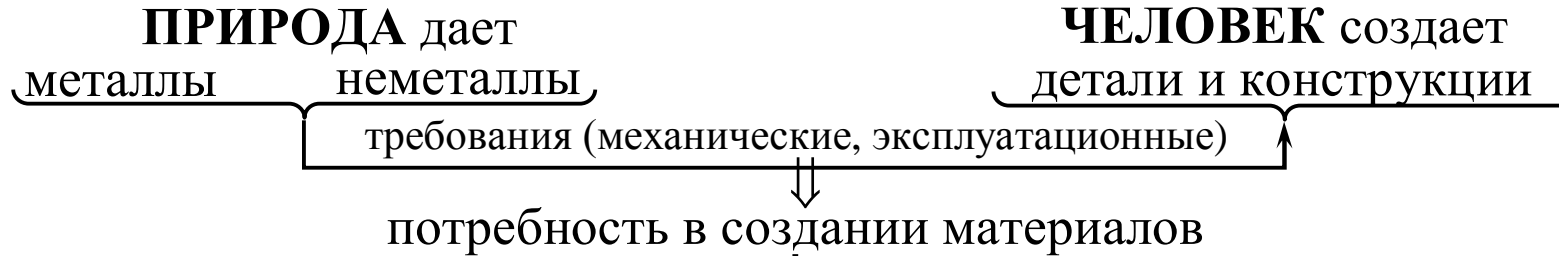 ПРИРОДА дает
металлы неметаллы
ЧЕЛОВЕК создает
детали и конструкции
требования (механические, эксплуатационные)
потребность в создании материалов